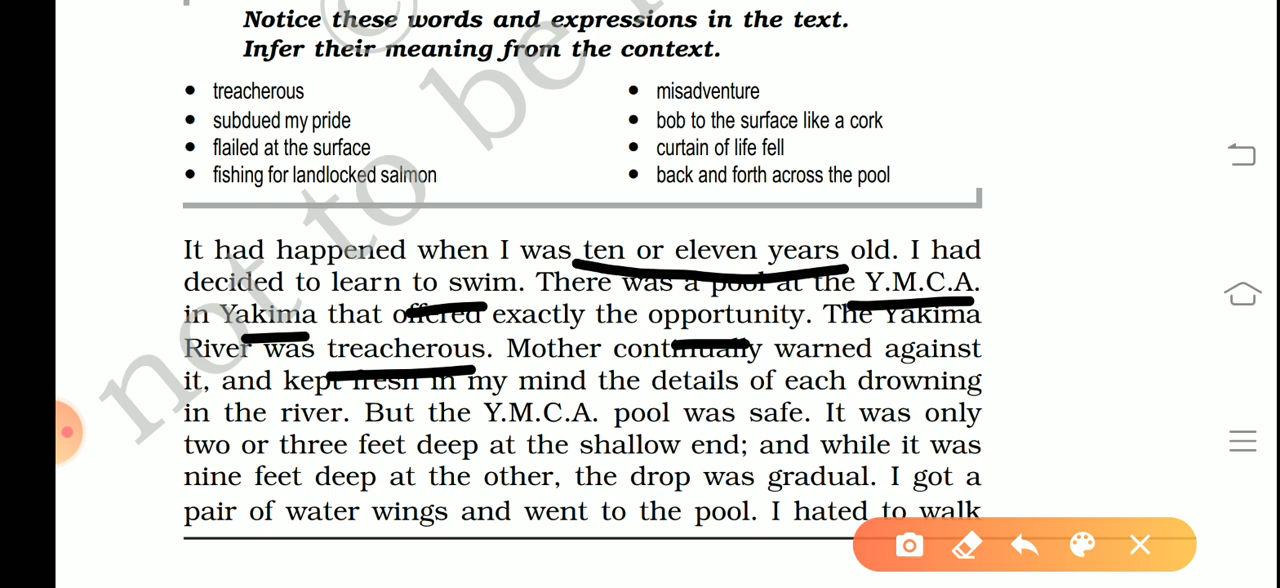 Notice these words and expressions in the text.
Infer their meaning from the context.
• treacherous
• subdued my pride
• flailed at the surface
• fishing for landlocked salmon
• misadventure
• bob to the surface like a cork
• curtain of life fell
• back and forth across the pool
It had happened when I was ten or eleven years old. I had
decided to learn to swim. There was a pool at the Y.M.C.A.
in Yakima that offered exactly the opportunity. The Yakima
River was treacherous. Mother continually warned against
it, and kept fresh in my mind the details of each drowning
in the river. But the Y.M.C.A. pool was safe. It was only
two or three feet deep at the shallow end; and while it was
nine feet deep at the other, the drop was gradual. I got a
pair of water wings and went to the pool. I hated to walk
© not to be